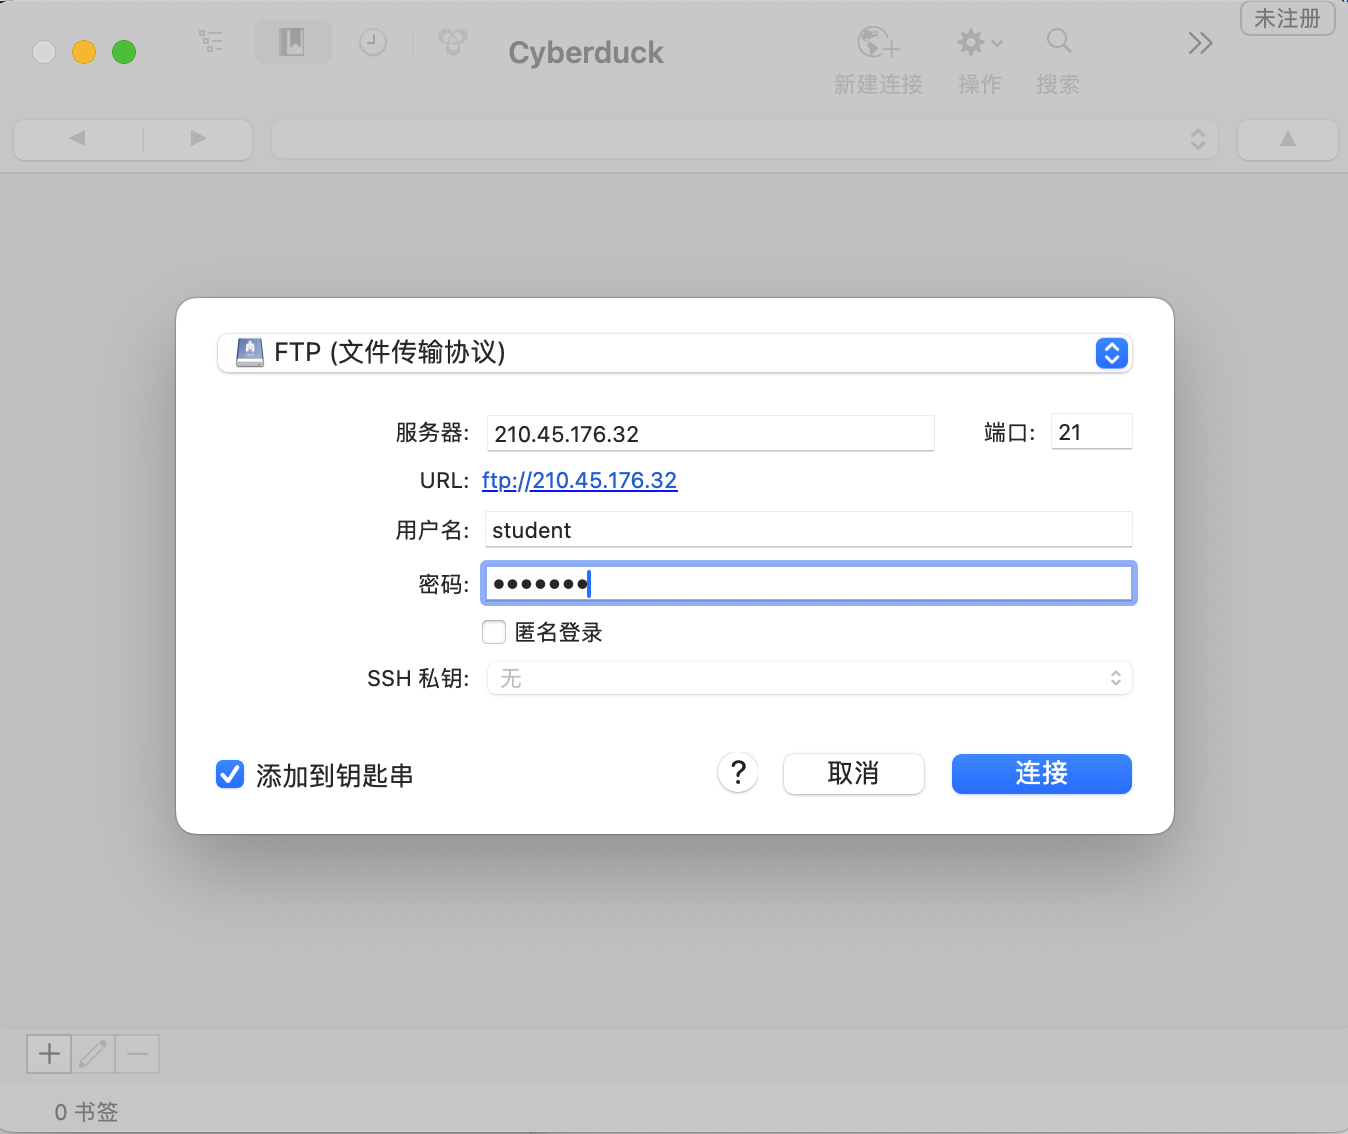 未注册
Cyberduck
新建连接
操作
搜索
FTP (文件传输协议)
服务器: 210.45.176.32 端口: 21
URL: ftp://210.45.176.32
用户名: student
密码: •••••••
匿名登录
SSH 私钥: 无
添加到钥匙串 ? 取消 连接
0 书签